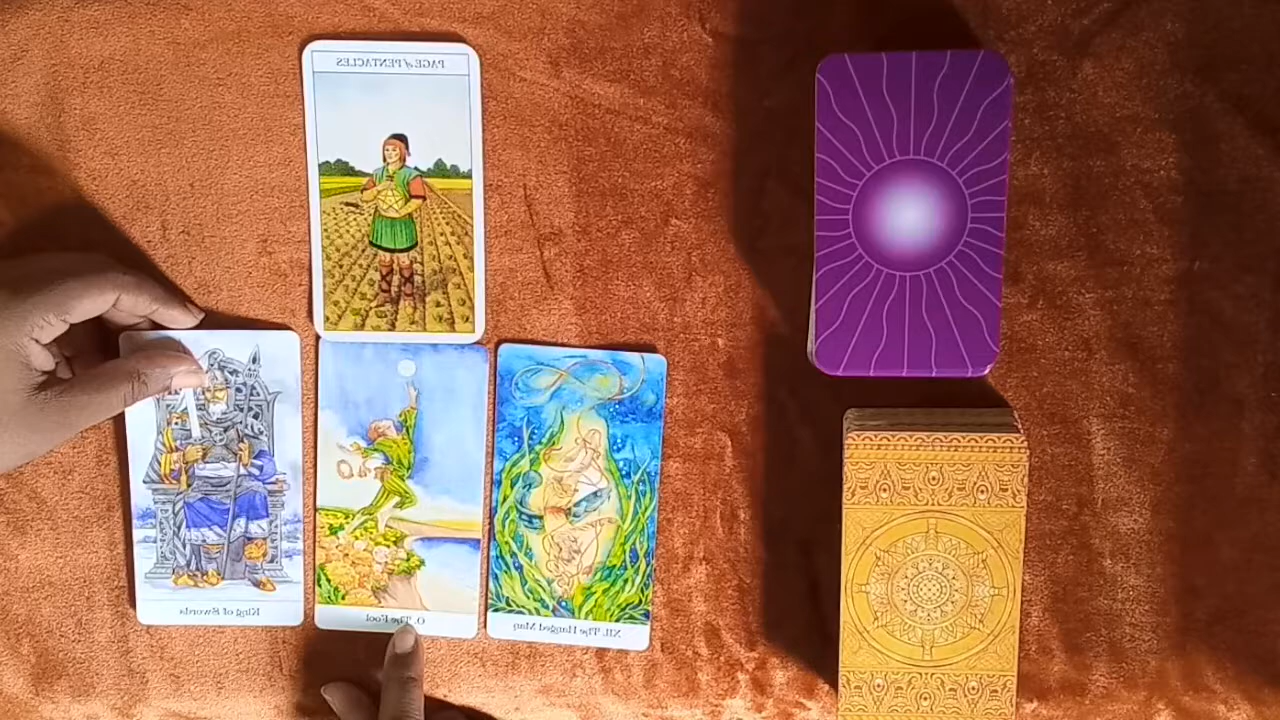 PAGE of PENTACLES
King of Swords
0. The Fool
XII. The Hanged Man